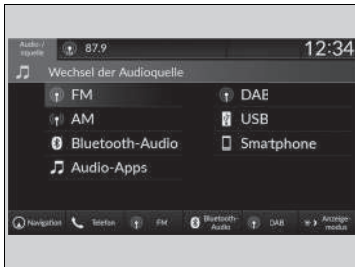 Audio-/
equelle
87.9
12:34
Wechsel der Audioquelle
FM
DAB
AM
USB
Bluetooth-Audio
Smartphone
Audio-Apps
Navigation
Telefon
FM
Bluetooth-
Audio
DAB
Anzeige-
modus